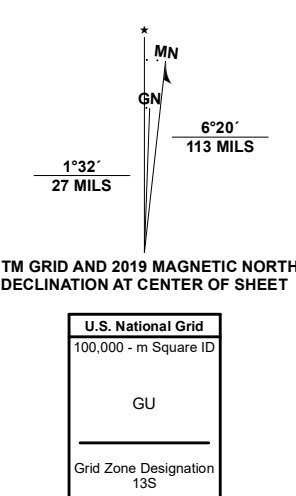 ★
MN
GN
6°20´
113 MILS
1°32´
27 MILS
TM GRID AND 2019 MAGNETIC NORTH
DECLINATION AT CENTER OF SHEET
U.S. National Grid
100,000 - m Square ID
GU
Grid Zone Designation
13S